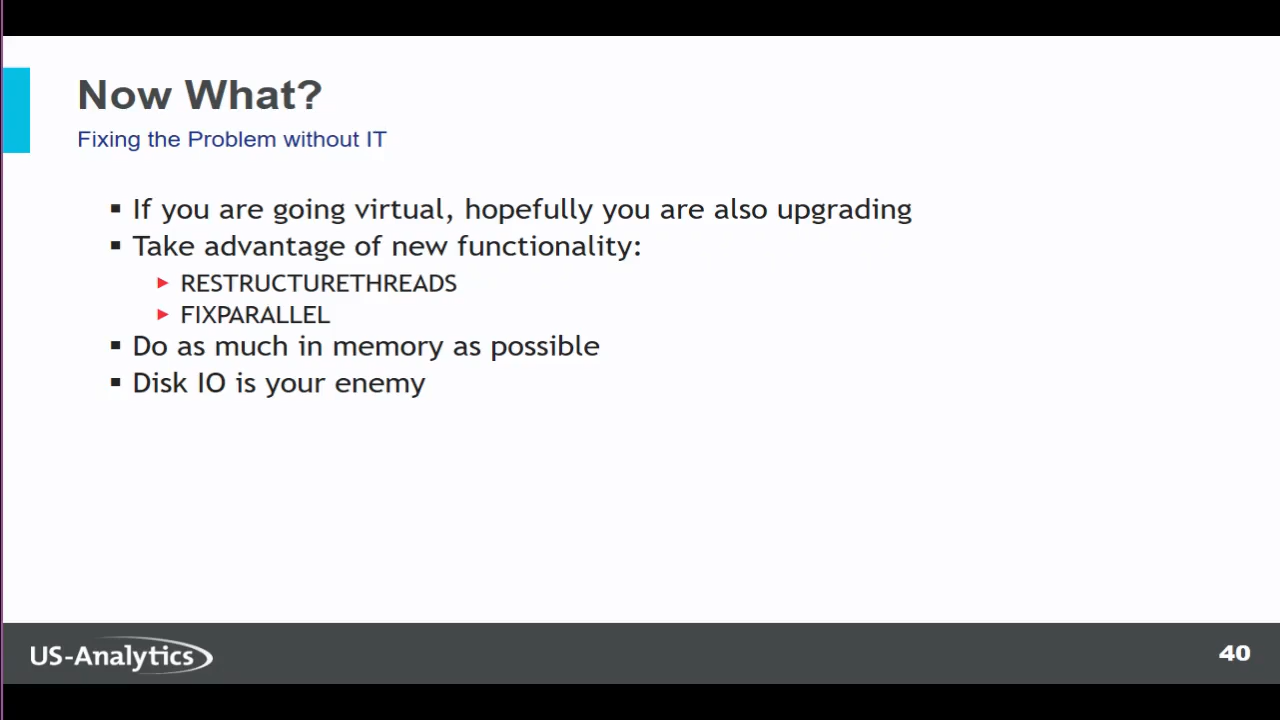 Now What?
Fixing the Problem without IT
▪ If you are going virtual, hopefully you are also upgrading
▪ Take advantage of new functionality:
▶ RESTRUCTURETHREADS
▶ FIXPARALLEL
▪ Do as much in memory as possible
▪ Disk IO is your enemy
US-Analytics
40